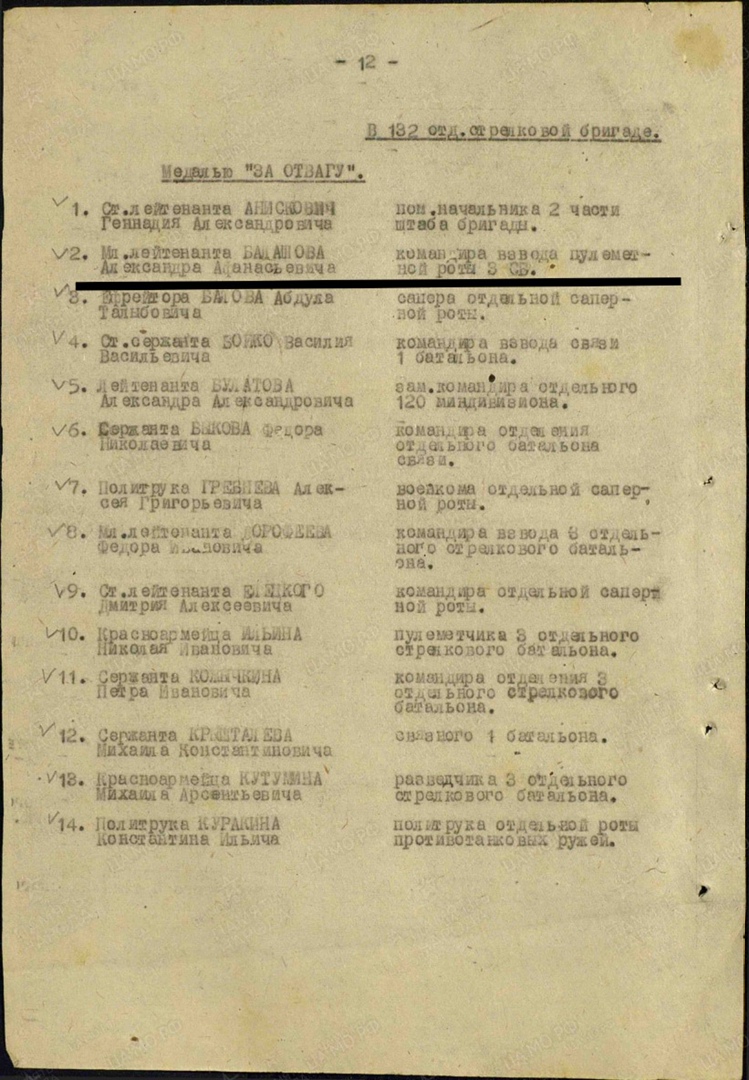 - 12 -
В 132 отд.стрелковой бригаде.
Медалью "ЗА ОТВАГУ".
1. Ст.лейтенанта АНИСКОВИЧ пом.начальника 2 части
Геннадия Александровича штаба бригады.
2. Мл.лейтенанта БАДАШОВА командира взвода пулемет-
Александра Афанасьевича ной роты 3 СБ.
3. Ефрейтора Абдула сапера отдельной сапер-
Талыбовича ной роты.
4. Ст.сержанта БОЙКО Василия командира взвода связи
Васильевича 1 батальона.
5. Лейтенанта БУЛАТОВА зам.командира отдельного
Александра Александровича 120 миндивизиона.
6. Сержанта БЫКОВА Федора командира отделения
Николаевича отдельного батальона
связи.
7. Политрука ГРЕБНЕВА Алек- военкома отдельной сапер-
сея Григорьевича ной роты.
8. Мл.лейтенанта ДОРОФЕЕВА командира взвода 3 отдель-
Федора Ивановича ного стрелкового баталь-
она.
9. Ст.лейтенанта ЕЛЕЦКОГО командира отдельной сапер-
Дмитрия Алексеевича ной роты.
10. Красноармейца ИЛЬИНА пулеметчика 3 отдельного
Николая Ивановича стрелкового батальона.
11. Сержанта командира отделения 3
Петра Ивановича отдельного стрелкового
батальона.
12. Сержанта КРЫШТАЛЕВА связного 1 батальона.
Михаила Константиновича
13. Красноармейца КУТУМИНА разведчика 3 отдельного
Михаила Арсентьевича стрелкового батальона.
14. Политрука КУРАКИНА политрука отдельной роты
Константина Ильича противотанковых ружей.